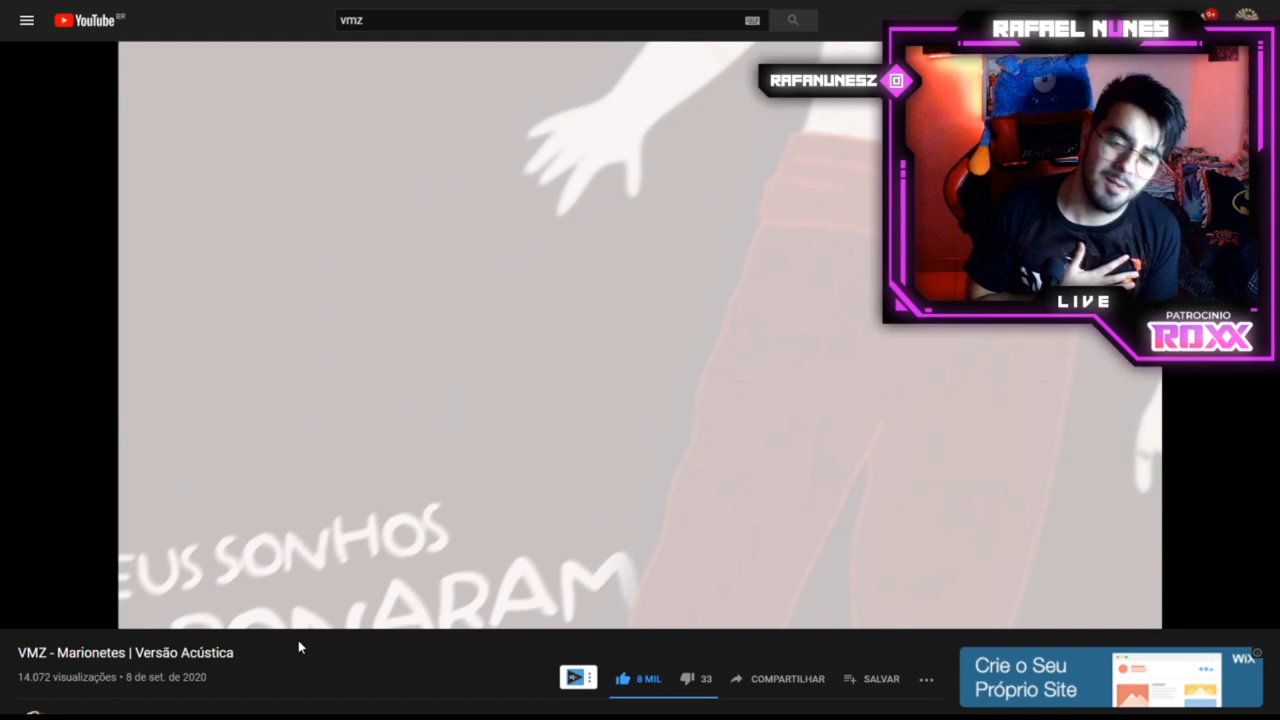 YouTube BR
vmz
9+
RAFAEL NUNES
RAFANUNESZ
LIVE
PATROCINIO
ROXX
EUS SONHOS
VMZ - Marionetes | Versão Acústica
14.072 visualizações • 8 de set. de 2020
8 MIL
33
COMPARTILHAR
SALVAR
Crie o Seu
Próprio Site
WiX